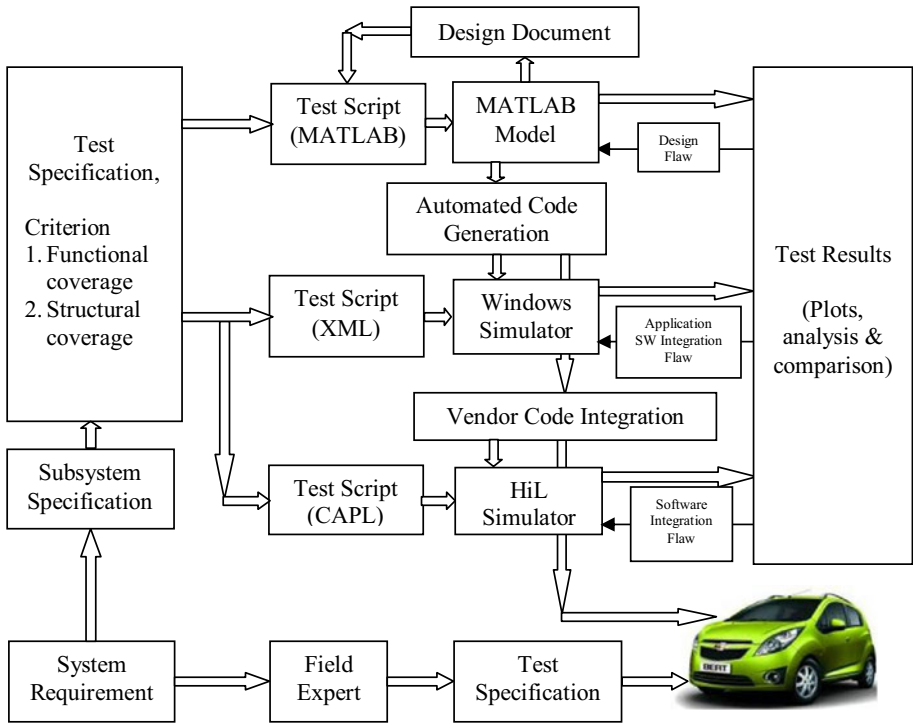 Design Document
Test
Specification,
Criterion
1. Functional
coverage
2. Structural
coverage
Test Script
(MATLAB)
MATLAB
Model
Design
Flaw
Automated Code
Generation
Test Results
(Plots,
analysis &
comparison)
Test Script
(XML)
Windows
Simulator
Application
SW Integration
Flaw
Vendor Code Integration
Subsystem
Specification
Test Script
(CAPL)
HiL
Simulator
Software
Integration
Flaw
System
Requirement
Field
Expert
Test
Specification
BEAT